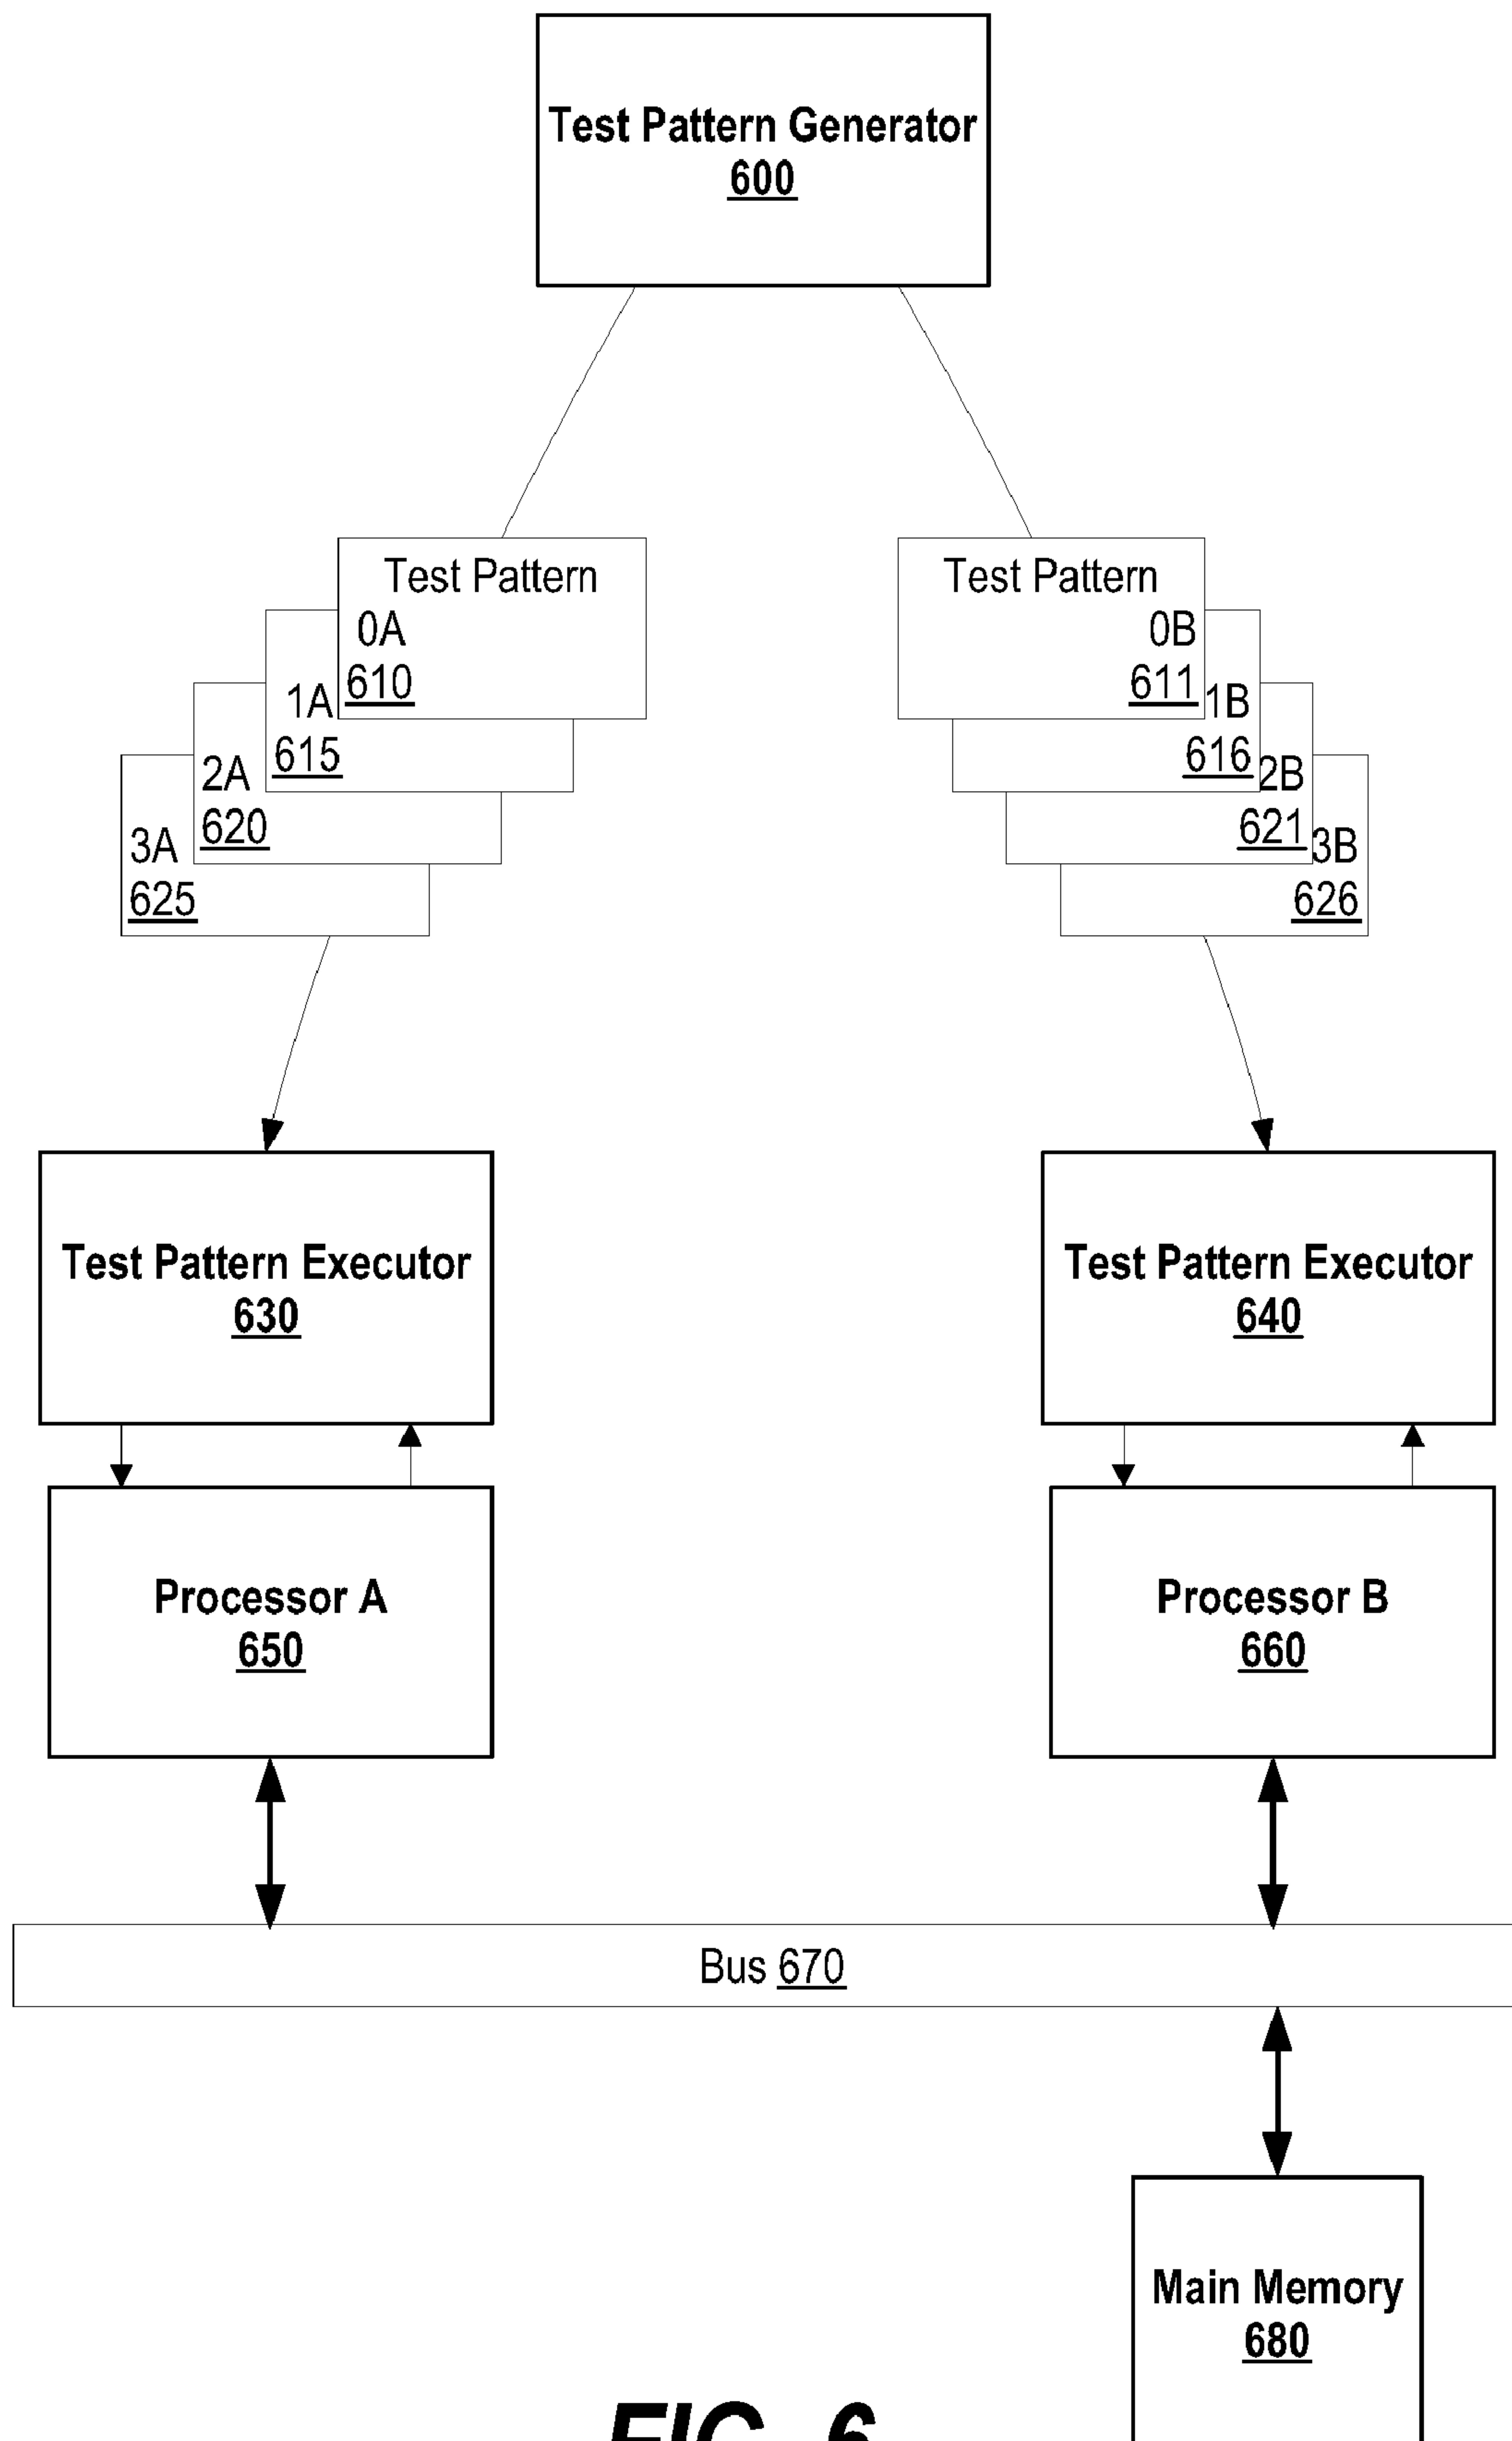 Test Pattern Generator
600
Test Pattern
0A
610
1A
615
2A
620
3A
625
Test Pattern
0B
611
1B
616
2B
621
3B
626
Test Pattern Executor
630
Test Pattern Executor
640
Processor A
650
Processor B
660
Bus 670
Main Memory
680
FIG. 6